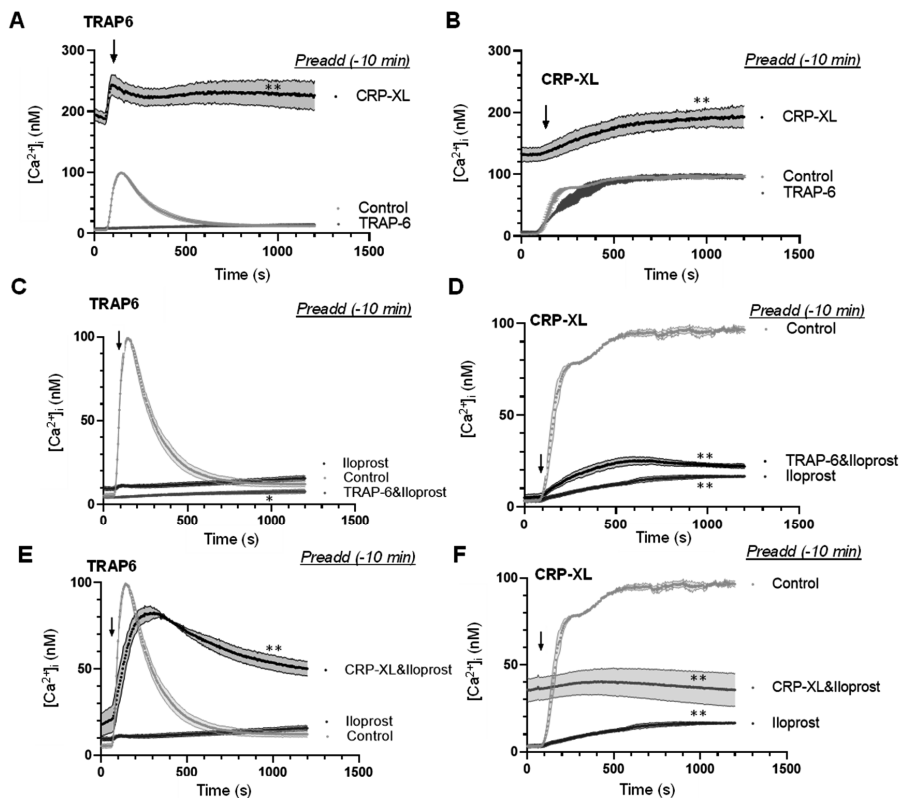 A
TRAP6
Preadd (-10 min)
300
200
100
0
[Ca2+]i (nM)
**
CRP-XL
Control
TRAP-6
0
500
1000
1500
Time (s)
B
CRP-XL
Preadd (-10 min)
300
200
100
0
[Ca2+]i (nM)
**
CRP-XL
Control
TRAP-6
0
500
1000
1500
Time (s)
C
TRAP6
Preadd (-10 min)
100
50
0
[Ca2+]i (nM)
Iloprost
Control
TRAP-6&Iloprost
*
0
500
1000
1500
Time (s)
D
CRP-XL
Preadd (-10 min)
100
50
0
[Ca2+]i (nM)
Control
**
TRAP-6&Iloprost
Iloprost
**
0
500
1000
1500
Time (s)
E
TRAP6
Preadd (-10 min)
100
50
0
[Ca2+]i (nM)
**
CRP-XL&Iloprost
Iloprost
Control
0
500
1000
1500
Time (s)
F
CRP-XL
Preadd (-10 min)
100
50
0
[Ca2+]i (nM)
Control
**
CRP-XL&Iloprost
**
Iloprost
0
500
1000
1500
Time (s)